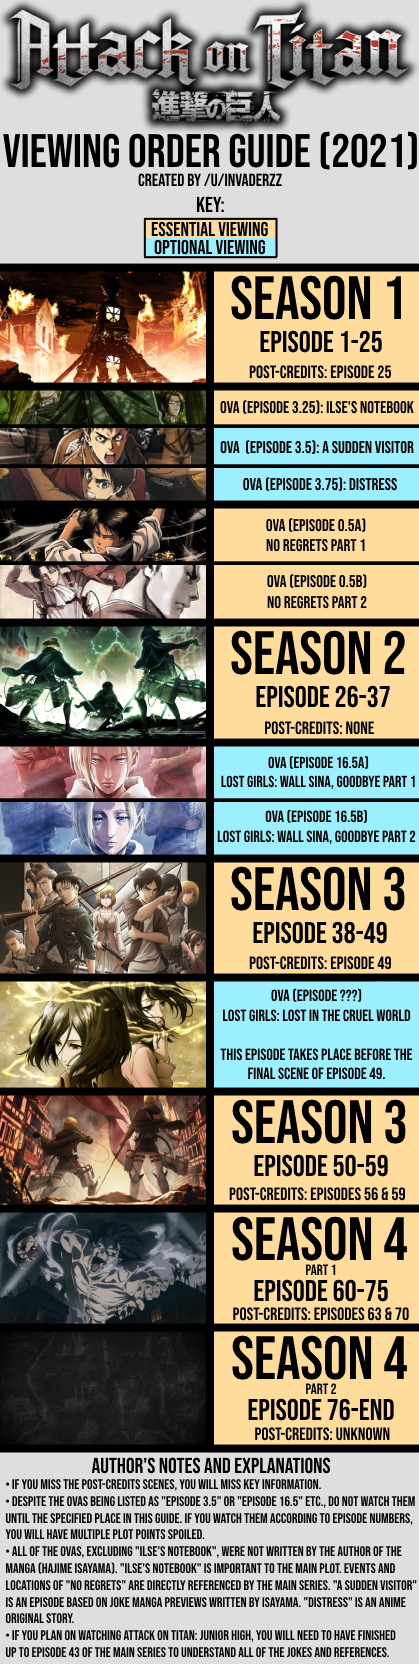 Attack on Titan
進撃の巨人
VIEWING ORDER GUIDE (2021)
CREATED BY /U/INVADERZZ
KEY:
ESSENTIAL VIEWING
OPTIONAL VIEWING
SEASON 1
EPISODE 1-25
POST-CREDITS: EPISODE 25
OVA (EPISODE 3.25): ILSE'S NOTEBOOK
OVA (EPISODE 3.5): A SUDDEN VISITOR
OVA (EPISODE 3.75): DISTRESS
OVA (EPISODE 0.5A)
NO REGRETS PART 1
OVA (EPISODE 0.5B)
NO REGRETS PART 2
SEASON 2
EPISODE 26-37
POST-CREDITS: NONE
OVA (EPISODE 16.5A)
LOST GIRLS: WALL SINA, GOODBYE PART 1
OVA (EPISODE 16.5B)
LOST GIRLS: WALL SINA, GOODBYE PART 2
SEASON 3
EPISODE 38-49
POST-CREDITS: EPISODE 49
OVA (EPISODE ???)
LOST GIRLS: LOST IN THE CRUEL WORLD
THIS EPISODE TAKES PLACE BEFORE THE
FINAL SCENE OF EPISODE 49.
SEASON 3
EPISODE 50-59
POST-CREDITS: EPISODES 56 & 59
SEASON 4
PART 1
EPISODE 60-75
POST-CREDITS: EPISODES 63 & 70
SEASON 4
PART 2
EPISODE 76-END
POST-CREDITS: UNKNOWN
AUTHOR'S NOTES AND EXPLANATIONS
• IF YOU MISS THE POST-CREDITS SCENES, YOU WILL MISS KEY INFORMATION.
• DESPITE THE OVAS BEING LISTED AS "EPISODE 3.5" OR "EPISODE 16.5" ETC., DO NOT WATCH THEM
UNTIL THE SPECIFIED PLACE IN THIS GUIDE. IF YOU WATCH THEM ACCORDING TO EPISODE NUMBERS,
YOU WILL HAVE MULTIPLE PLOT POINTS SPOILED.
• ALL OF THE OVAS, EXCLUDING "ILSE'S NOTEBOOK", WERE NOT WRITTEN BY THE AUTHOR OF THE
MANGA (HAJIME ISAYAMA). "ILSE'S NOTEBOOK" IS IMPORTANT TO THE MAIN PLOT. EVENTS AND
LOCATIONS OF "NO REGRETS" ARE DIRECTLY REFERENCED BY THE MAIN SERIES. "A SUDDEN VISITOR"
IS AN EPISODE BASED ON JOKE MANGA PREVIEWS WRITTEN BY ISAYAMA. "DISTRESS" IS AN ANIME
ORIGINAL STORY.
• IF YOU PLAN ON WATCHING ATTACK ON TITAN: JUNIOR HIGH, YOU WILL NEED TO HAVE FINISHED
UP TO EPISODE 43 OF THE MAIN SERIES TO UNDERSTAND ALL OF THE JOKES AND REFERENCES.